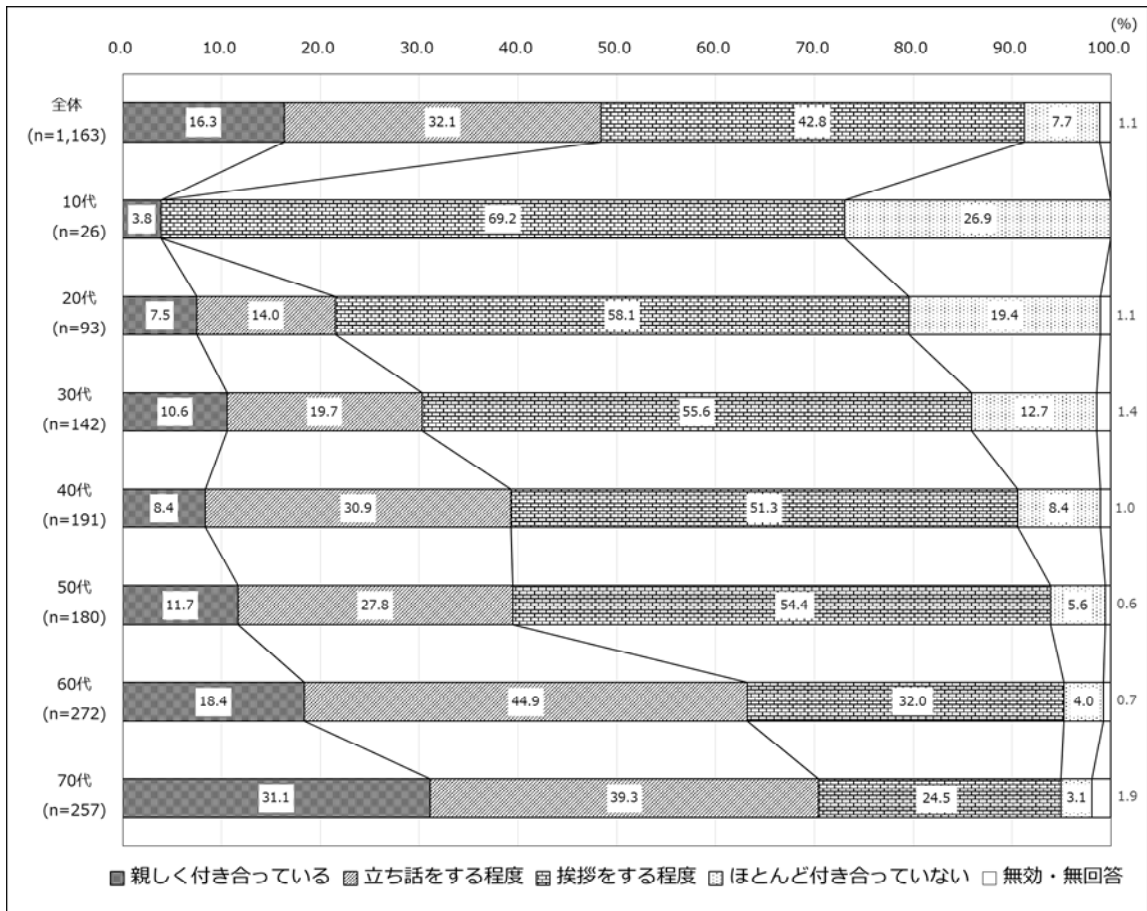 (%)
0.0 10.0 20.0 30.0 40.0 50.0 60.0 70.0 80.0 90.0 100.0
全体
(n=1,163)
16.3 32.1 42.8 7.7 1.1
10代
(n=26)
3.8 69.2 26.9
20代
(n=93)
7.5 14.0 58.1 19.4 1.1
30代
(n=142)
10.6 19.7 55.6 12.7 1.4
40代
(n=191)
8.4 30.9 51.3 8.4 1.0
50代
(n=180)
11.7 27.8 54.4 5.6 0.6
60代
(n=272)
18.4 44.9 32.0 4.0 0.7
70代
(n=257)
31.1 39.3 24.5 3.1 1.9
親しく付き合っている 立ち話をする程度 挨拶をする程度 ほとんど付き合っていない 無効・無回答